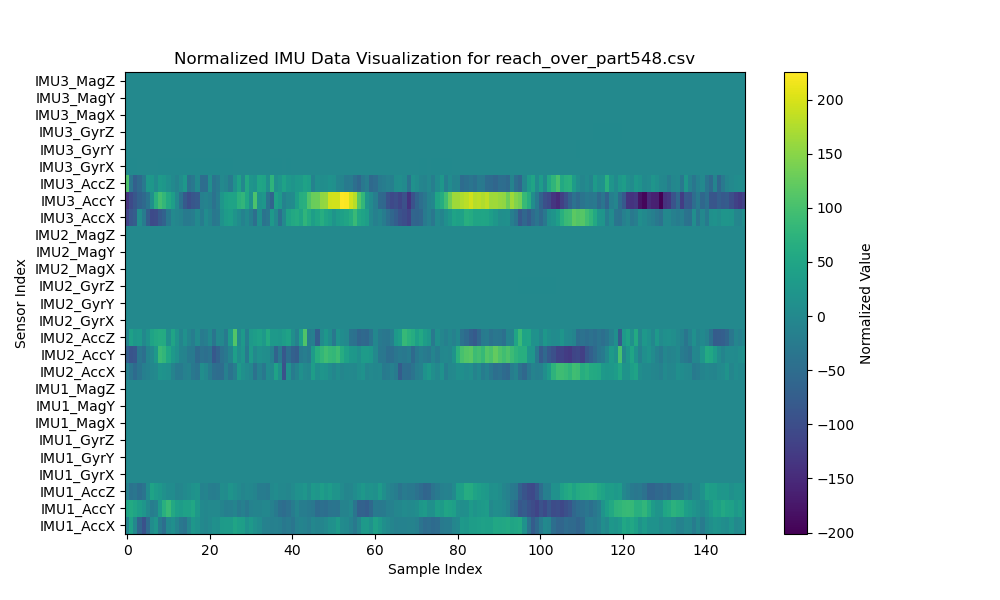 Normalized IMU Data Visualization for reach_over_part548.csv
IMU3_MagZ
IMU3_MagY
IMU3_MagX
IMU3_GyrZ
IMU3_GyrY
IMU3_GyrX
IMU3_AccZ
IMU3_AccY
IMU3_AccX
IMU2_MagZ
IMU2_MagY
IMU2_MagX
IMU2_GyrZ
IMU2_GyrY
IMU2_GyrX
IMU2_AccZ
IMU2_AccY
IMU2_AccX
IMU1_MagZ
IMU1_MagY
IMU1_MagX
IMU1_GyrZ
IMU1_GyrY
IMU1_GyrX
IMU1_AccZ
IMU1_AccY
IMU1_AccX
Sensor Index
0 20 40 60 80 100 120 140
Sample Index
200
150
100
50
0
−50
−100
−150
−200
Normalized Value